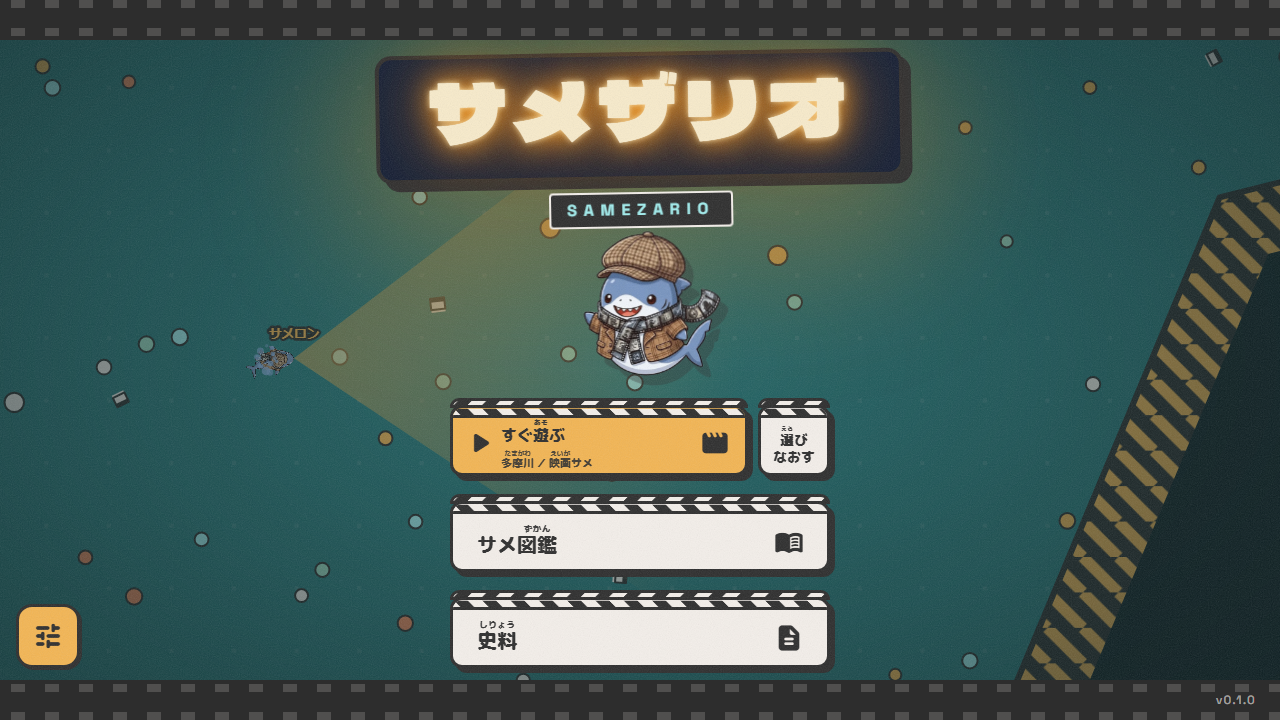 サメザリオ
SAMEZARIO
サメロン
あそ
すぐ遊ぶ
たまがわ えいが
多摩川 / 映画サメ
えら
選び
なおす
ずかん
サメ図鑑
しりょう
史料
v0.1.0